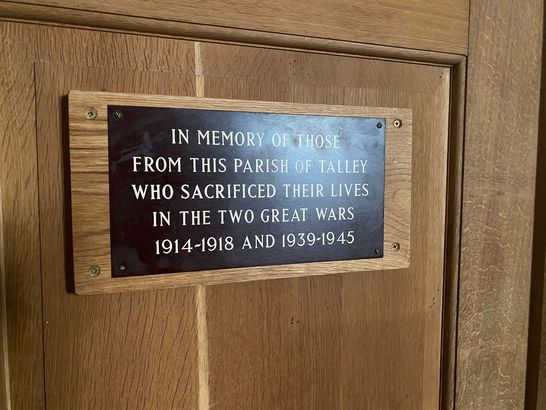 IN MEMORY OF THOSE
FROM THIS PARISH OF TALLEY
WHO SACRIFICED THEIR LIVES
IN THE TWO GREAT WARS
1914-1918 AND 1939-1945